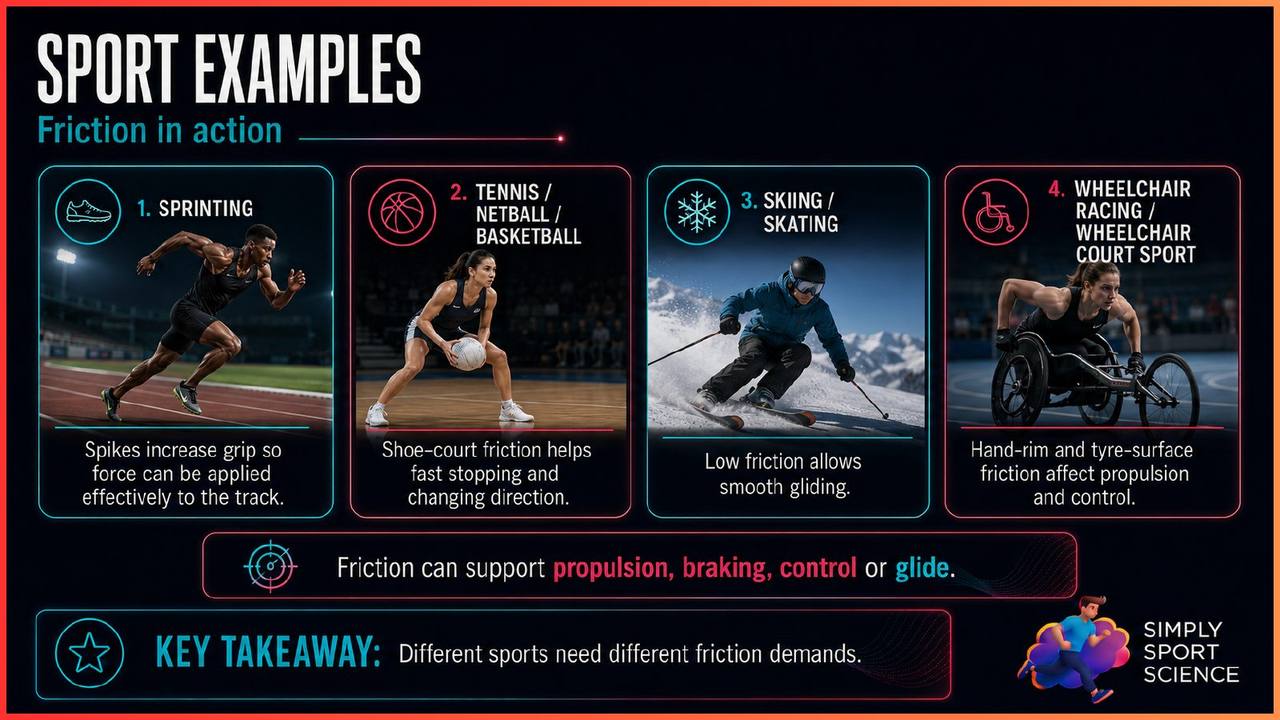 SPORT EXAMPLES
Friction in action
1. SPRINTING
Spikes increase grip so
force can be applied
effectively to the track.
2. TENNIS /
NETBALL /
BASKETBALL
Shoe–court friction helps
fast stopping and
changing direction.
3. SKIING /
SKATING
Low friction allows
smooth gliding.
4. WHEELCHAIR
RACING /
WHEELCHAIR
COURT SPORT
Hand-rim and tyre-surface
friction affect propulsion
and control.
Friction can support propulsion, braking, control or glide.
KEY TAKEAWAY: Different sports need different friction demands.
SIMPLY
SPORT
SCIENCE